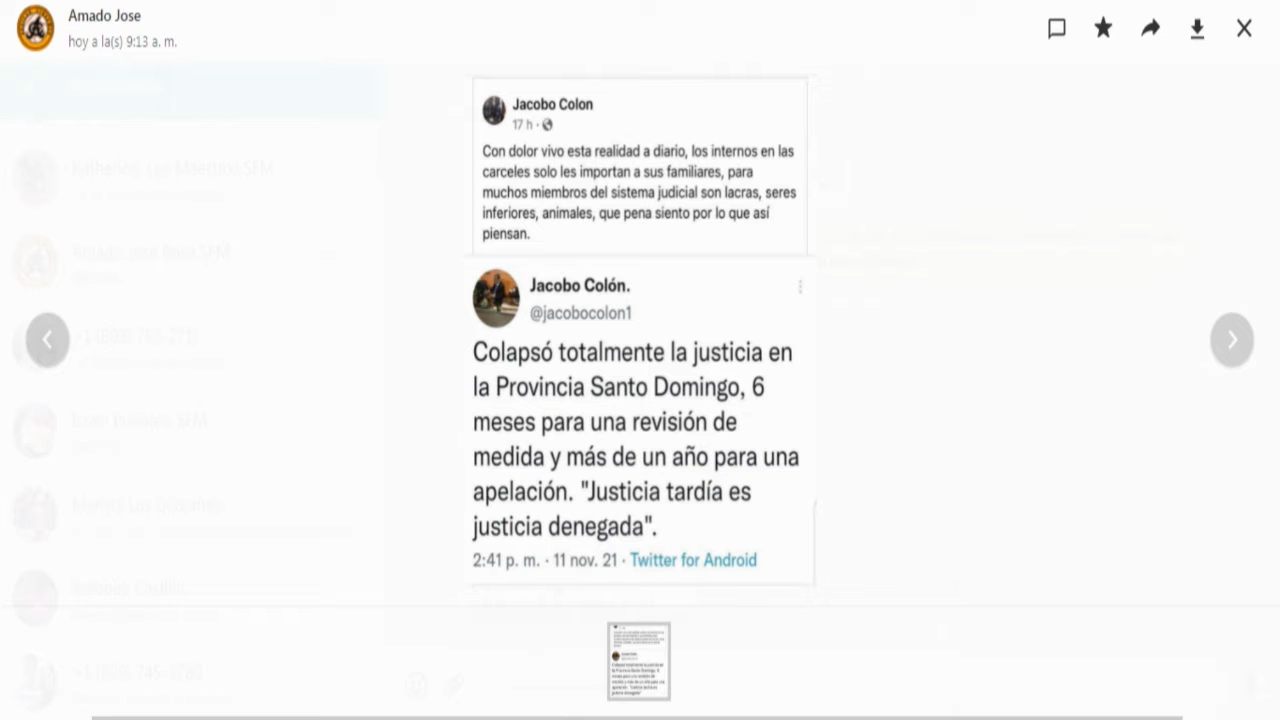 Amado Jose
hoy a la(s) 9:13 a. m.
Jacobo Colon
17 h ·
Con dolor vivo esta realidad a diario, los internos en las
carceles solo les importan a sus familiares, para
muchos miembros del sistema judicial son lacras, seres
inferiores, animales, que pena siento por lo que así
piensan.
Jacobo Colón.
@jacobocolon1
Colapsó totalmente la justicia en
la Provincia Santo Domingo, 6
meses para una revisión de
medida y más de un año para una
apelación. "Justicia tardía es
justicia denegada".
2:41 p. m. · 11 nov. 21 · Twitter for Android